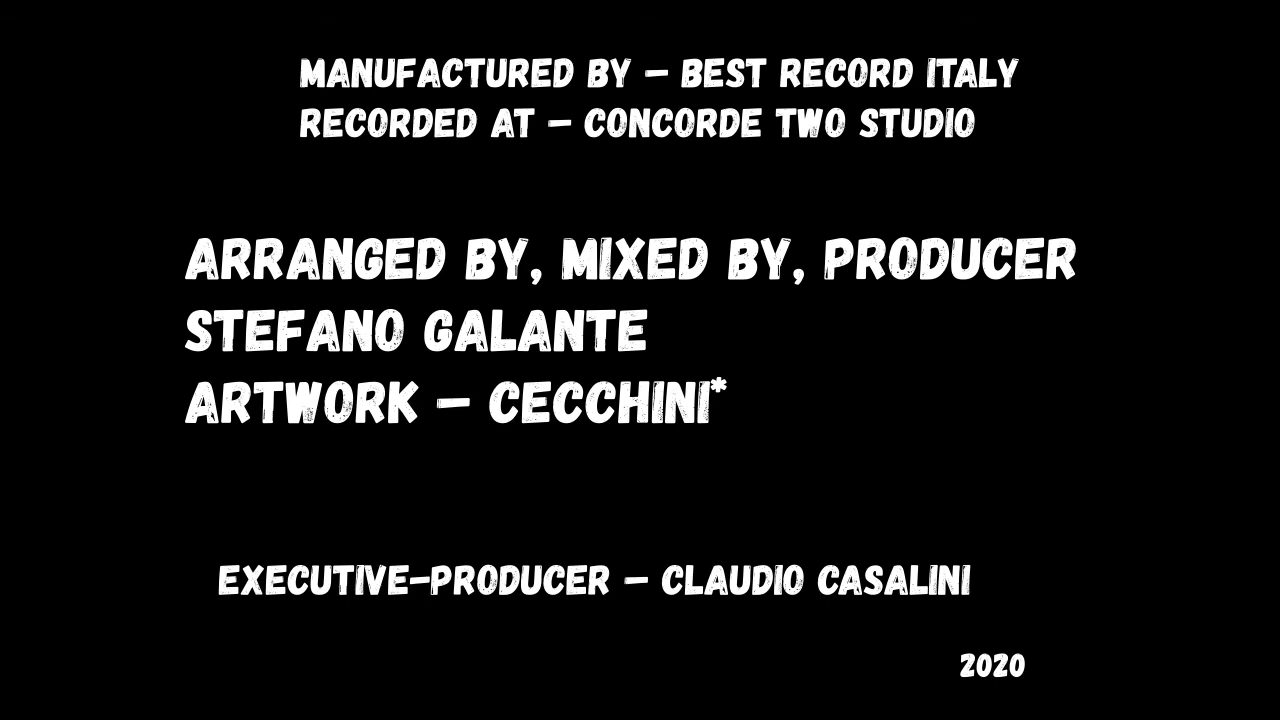 MANUFACTURED BY – BEST RECORD ITALY
RECORDED AT – CONCORDE TWO STUDIO
ARRANGED BY, MIXED BY, PRODUCER
STEFANO GALANTE
ARTWORK – CECCHINI*
EXECUTIVE-PRODUCER – CLAUDIO CASALINI
2020